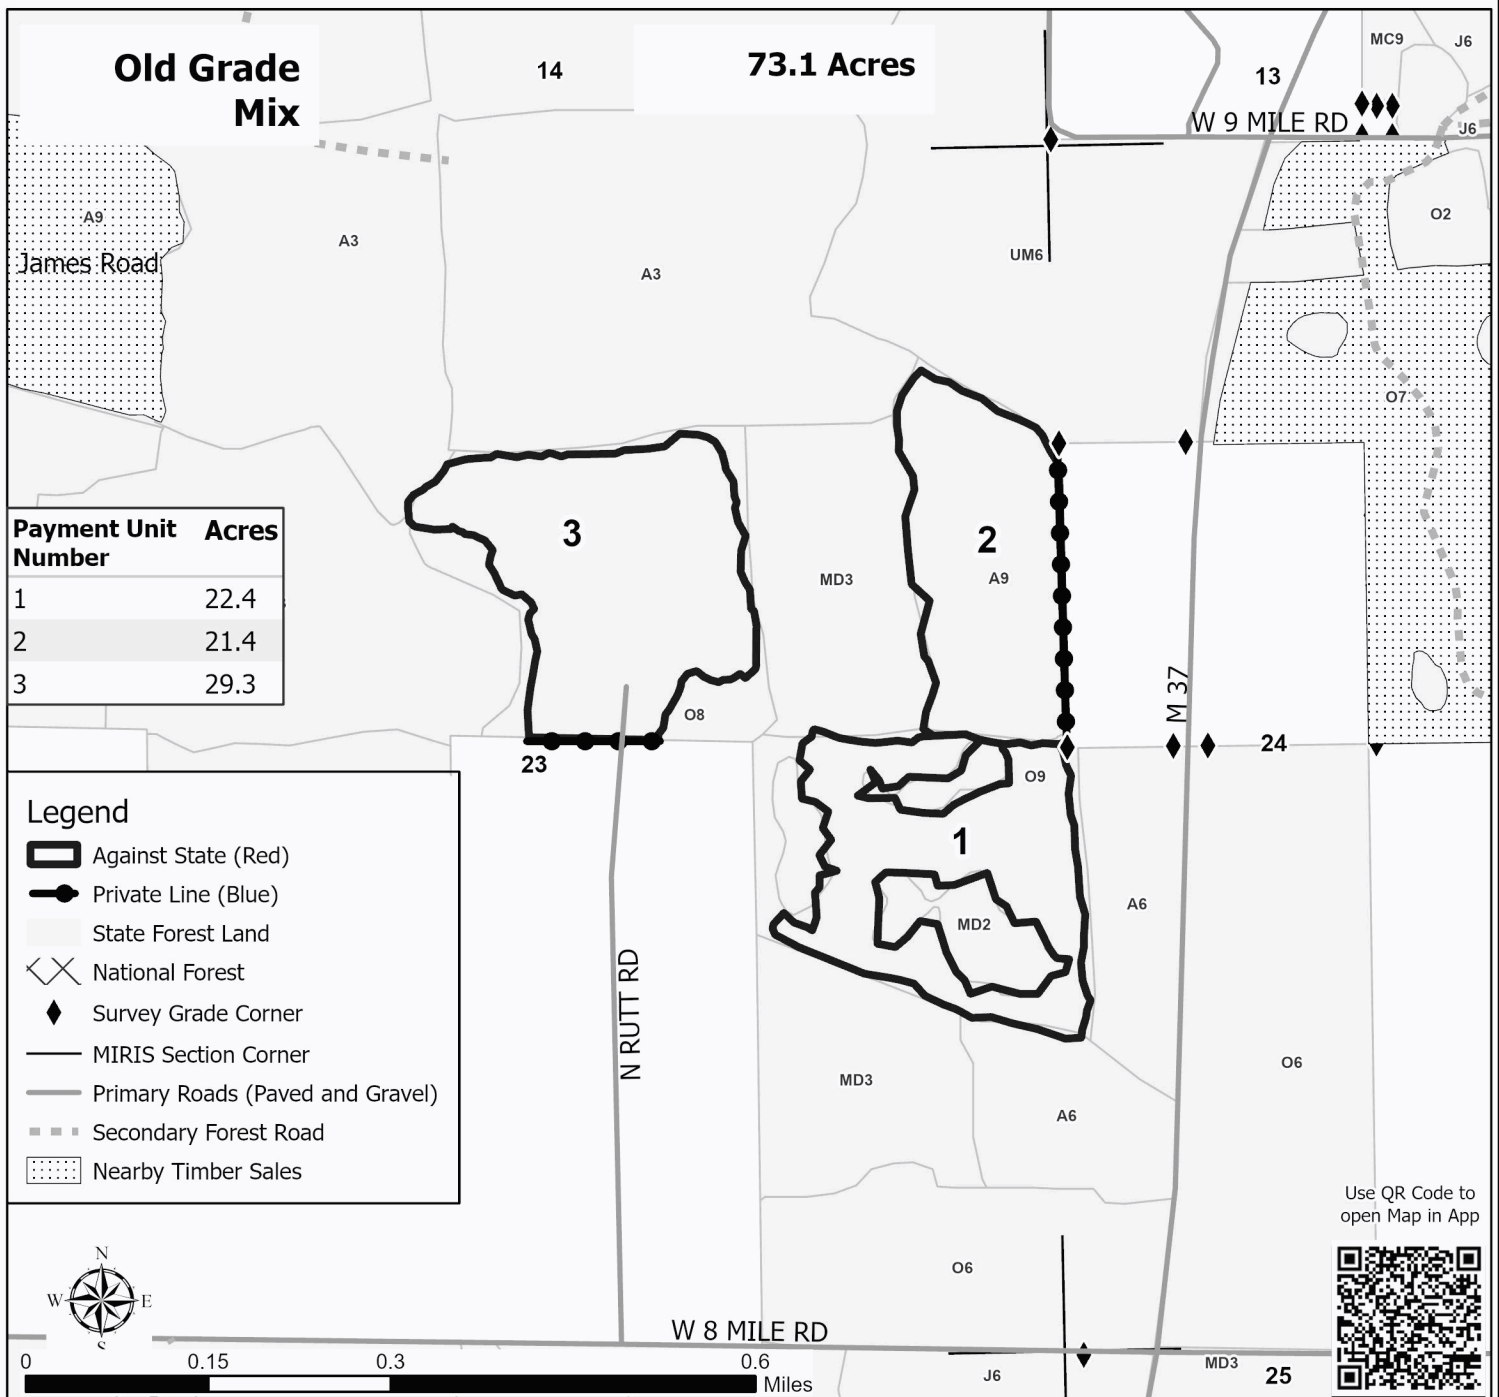 Old Grade
Mix
14
73.1 Acres
13
MC9
J6
W 9 MILE RD
J6
A9
A3
O2
James Road
A3
UM6
O7
Payment Unit Number Acres
1 22.4
2 21.4
3 29.3
3
2
MD3
A9
M 37
O8
23
24
O9
1
A6
MD2
N RUTT RD
MD3
A6
O6
Legend
Against State (Red)
Private Line (Blue)
State Forest Land
National Forest
Survey Grade Corner
MIRIS Section Corner
Primary Roads (Paved and Gravel)
Secondary Forest Road
Nearby Timber Sales
Use QR Code to
open Map in App
N
W E
S
O6
W 8 MILE RD
0 0.15 0.3 0.6
Miles
J6
MD3
25